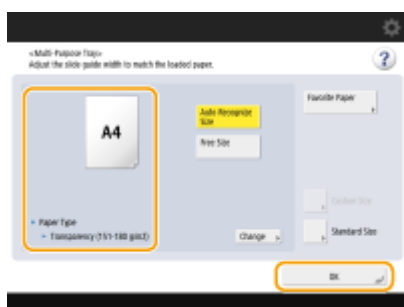 <Multi-Purpose Tray>
Adjust the slide guide width to match the loaded paper.
?
A4
Auto Recognize
Size
Free Size
Favorite Paper
Custom Size
Paper Type
Transparency (151-180 g/m2)
Change
Standard Size
OK